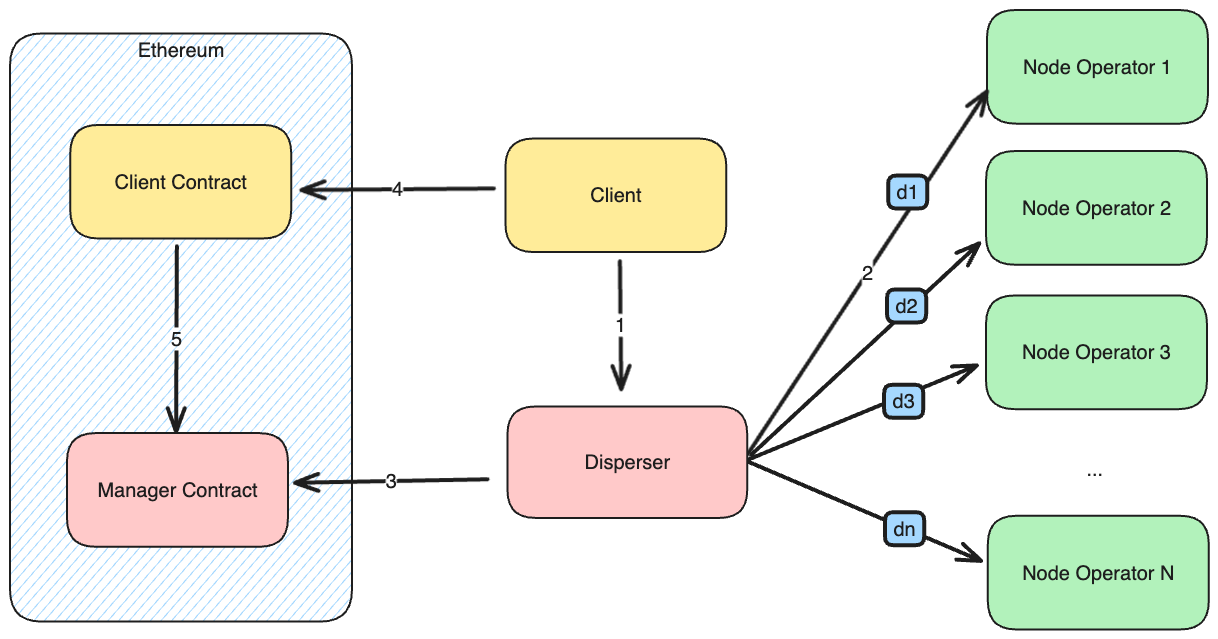 Ethereum
Client Contract
5
Manager Contract
4
Client
1
Disperser
3
2
d1
d2
d3
dn
Node Operator 1
Node Operator 2
Node Operator 3
...
Node Operator N